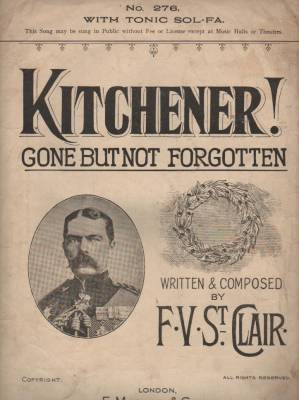 No. 276.
WITH TONIC SOL-FA.
This Song may be sung in Public without Fee or License except at Music Halls or Theatres.
KITCHENER!
GONE BUT NOT FORGOTTEN
WRITTEN & COMPOSED
BY
F.V. ST. CLAIR.
COPYRIGHT.
ALL RIGHTS RESERVED.
LONDON,